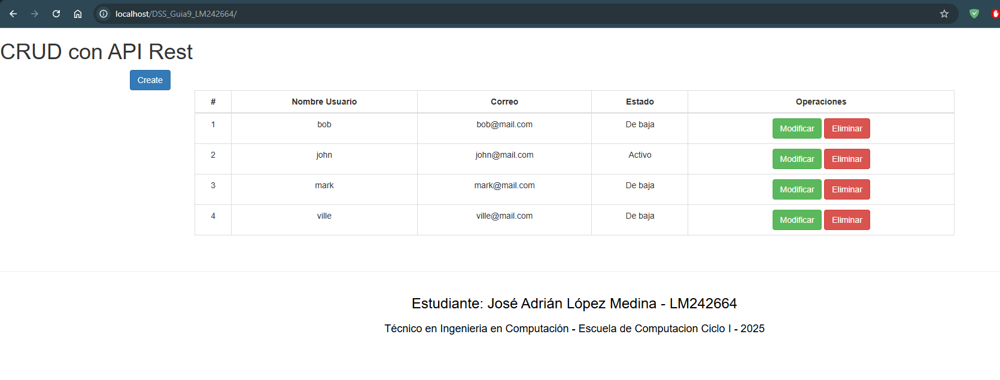 localhost/DSS_Guia9_LM242664/
CRUD con API Rest
Create
# Nombre Usuario Correo Estado Operaciones
1 bob bob@mail.com De baja Modificar Eliminar
2 john john@mail.com Activo Modificar Eliminar
3 mark mark@mail.com De baja Modificar Eliminar
4 ville ville@mail.com De baja Modificar Eliminar
Estudiante: José Adrián López Medina - LM242664
Técnico en Ingenieria en Computación - Escuela de Computacion Ciclo I - 2025